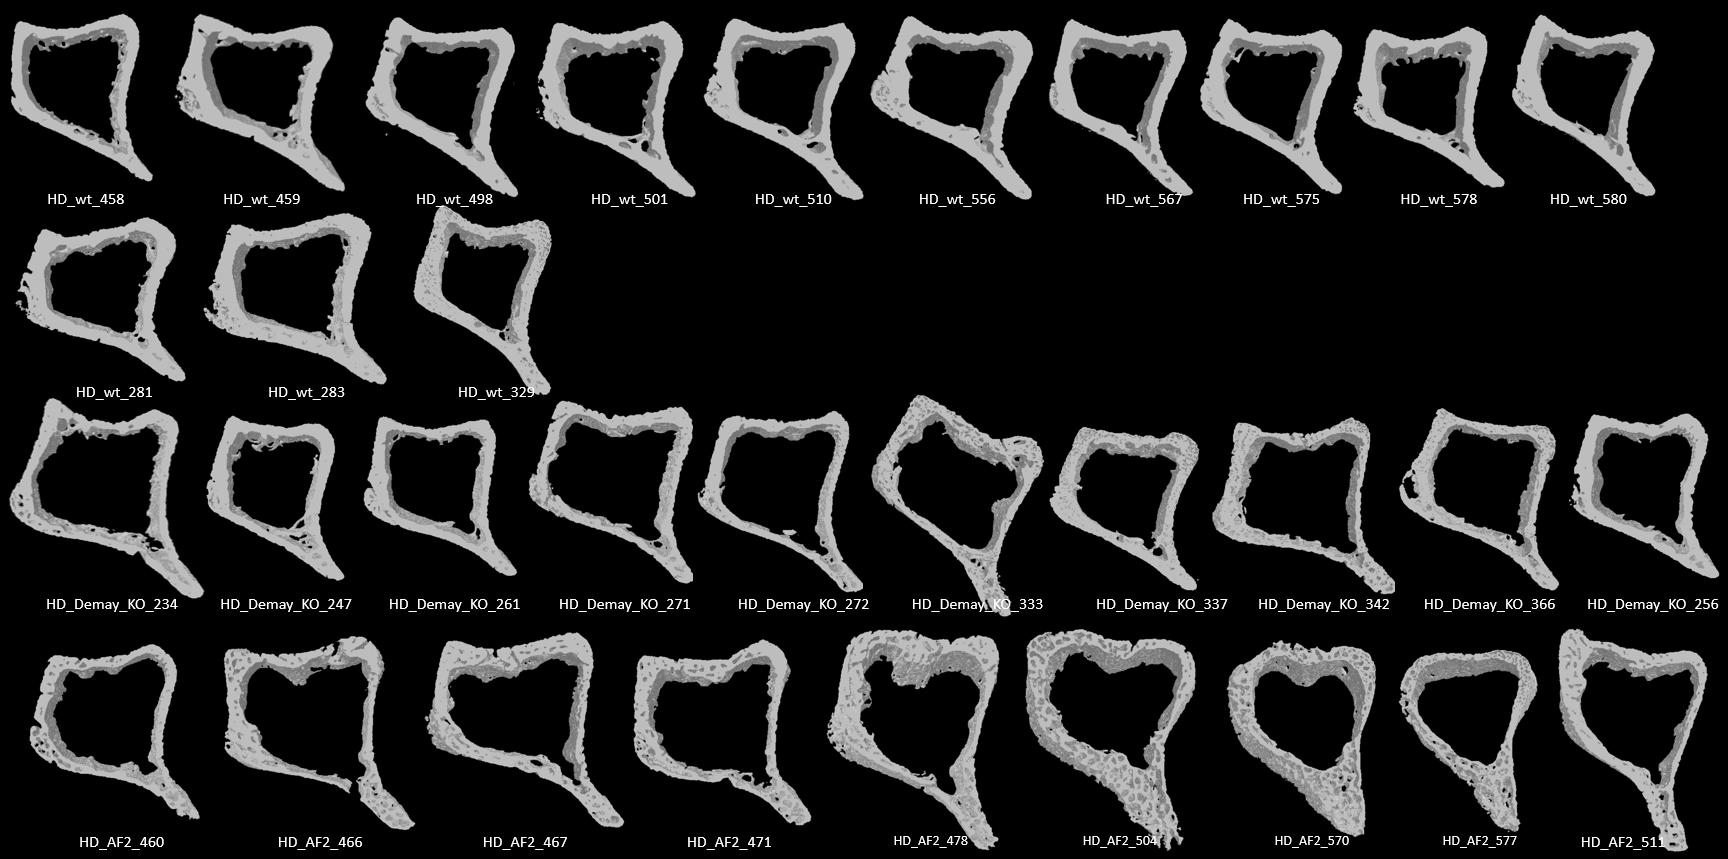 HD_wt_458 HD_wt_459 HD_wt_498 HD_wt_501 HD_wt_510 HD_wt_556 HD_wt_567 HD_wt_575 HD_wt_578 HD_wt_580
HD_wt_281 HD_wt_283 HD_wt_329
HD_Demay_KO_234 HD_Demay_KO_247 HD_Demay_KO_261 HD_Demay_KO_271 HD_Demay_KO_272 HD_Demay_KO_333 HD_Demay_KO_337 HD_Demay_KO_342 HD_Demay_KO_366 HD_Demay_KO_256
HD_AF2_460 HD_AF2_466 HD_AF2_467 HD_AF2_471 HD_AF2_478 HD_AF2_504 HD_AF2_570 HD_AF2_577 HD_AF2_511